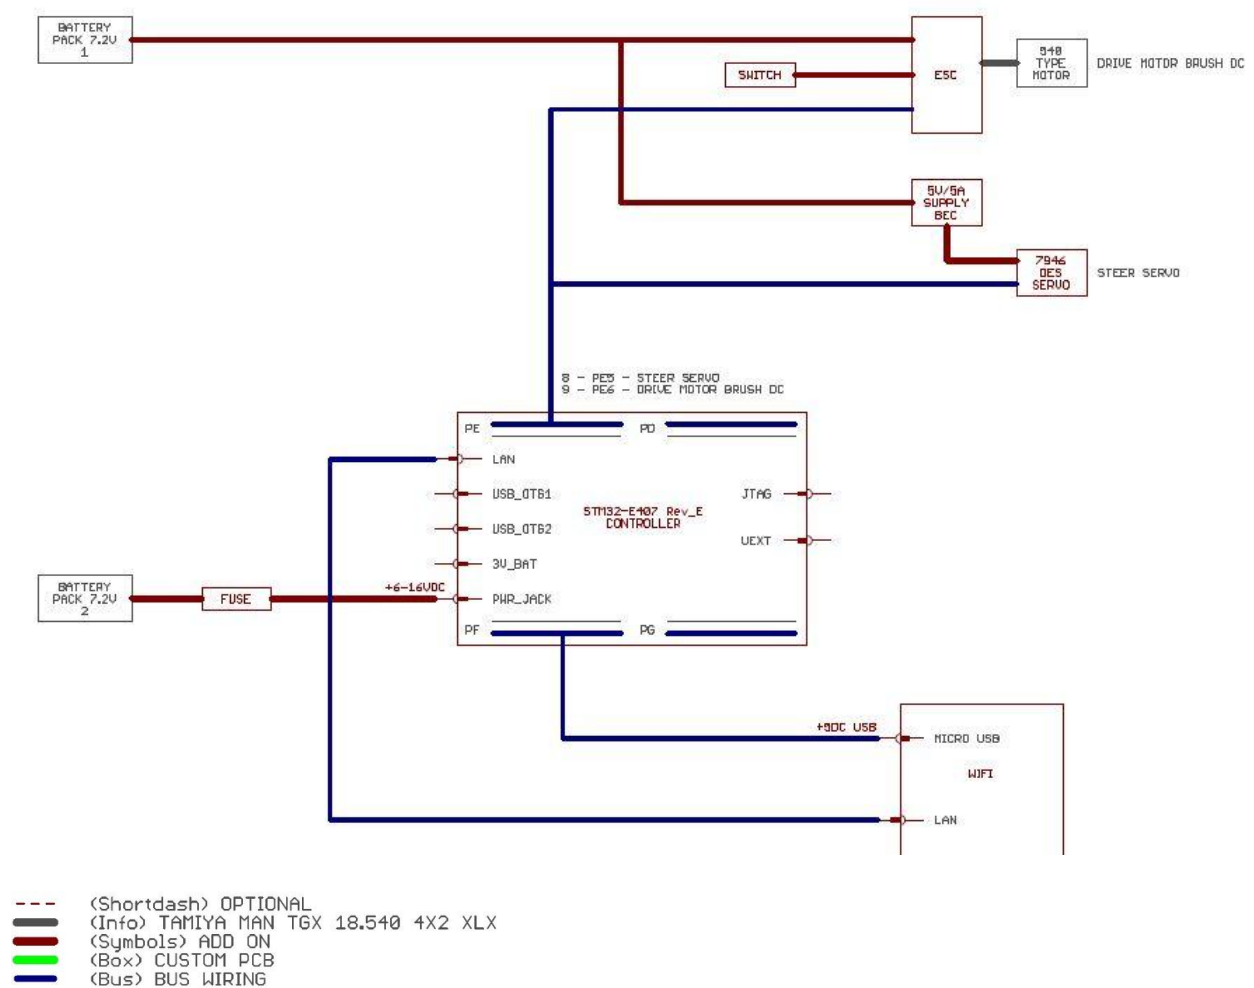 BATTERY
PACK 7.2V
1
SWITCH
ESC
540
TYPE
MOTOR
DRIVE MOTOR BRUSH DC
5V/5A
SUPPLY
BEC
7946
DES
SERVO
STEER SERVO
8 - PE5 - STEER SERVO
9 - PE6 - DRIVE MOTOR BRUSH DC
PE
PD
LAN
USB_OTG1
USB_OTG2
3V_BAT
PWR_JACK
STM32-E407 Rev_E
CONTROLLER
JTAG
UEXT
PF
PG
BATTERY
PACK 7.2V
2
FUSE
+6-16VDC
+5DC USB
MICRO USB
WIFI
LAN
(Shortdash) OPTIONAL
(Info) TAMIYA MAN TGX 18.540 4X2 XLX
(Symbols) ADD ON
(Box) CUSTOM PCB
(Bus) BUS WIRING